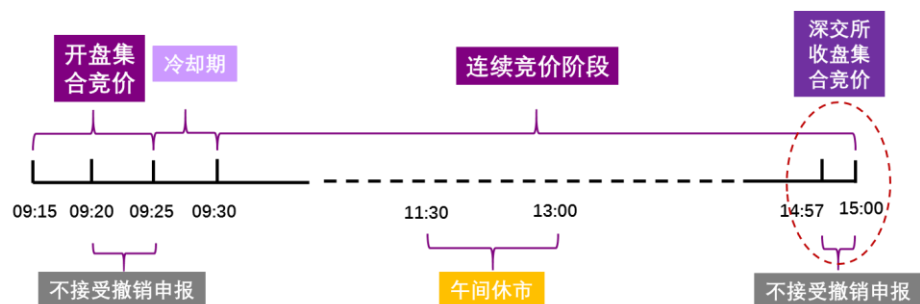 开盘集
合竞价
冷却期
连续竞价阶段
深交所
收盘集
合竞价
09:15
09:20
09:25
09:30
11:30
13:00
14:57
15:00
不接受撤销申报
午间休市
不接受撤销申报